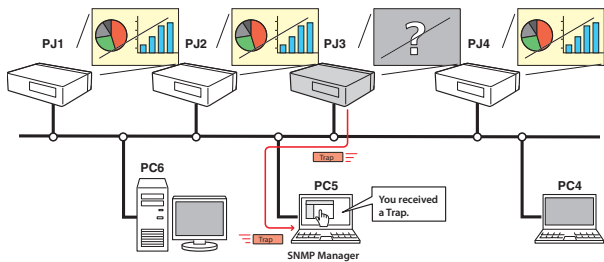 PJ1
PJ2
PJ3
?
PJ4
Trap
PC6
PC5
You received
a Trap.
PC4
Trap
SNMP Manager